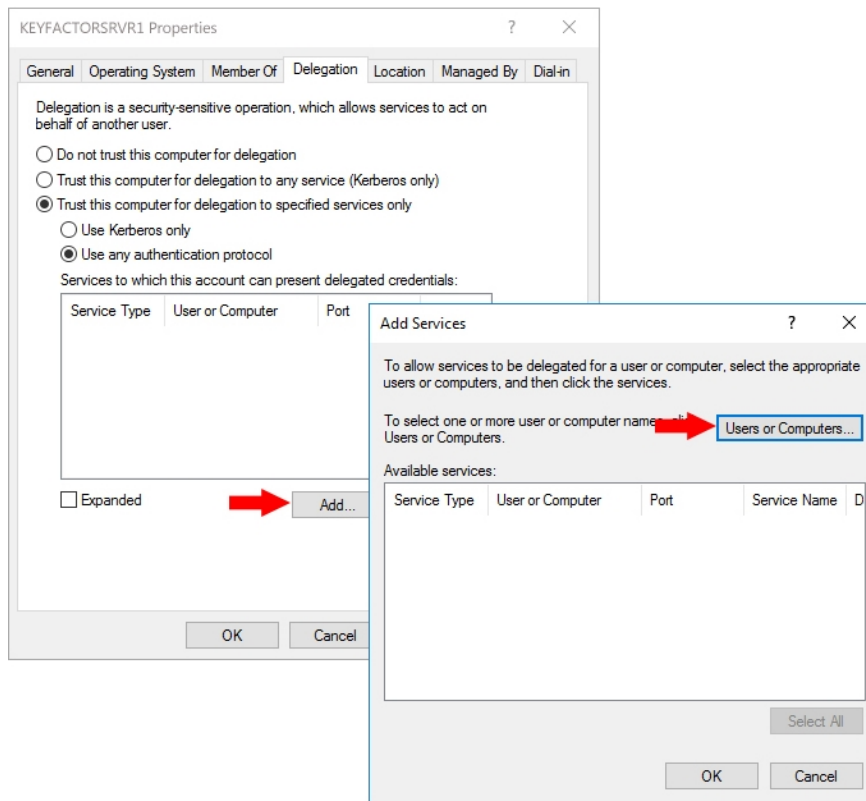 KEYFACTORSRVR1 Properties ?
General Operating System Member Of Delegation Location Managed By Dial-in
Delegation is a security-sensitive operation, which allows services to act on
behalf of another user.
Do not trust this computer for delegation
Trust this computer for delegation to any service (Kerberos only)
Trust this computer for delegation to specified services only
Use Kerberos only
Use any authentication protocol
Services to which this account can present delegated credentials:
Service Type User or Computer Port
Expanded Add...
OK Cancel
Add Services ?
To allow services to be delegated for a user or computer, select the appropriate
users or computers, and then click the services.
To select one or more user or computer names,
Users or Computers.
Users or Computers...
Available services:
Service Type User or Computer Port Service Name D
Select All
OK Cancel